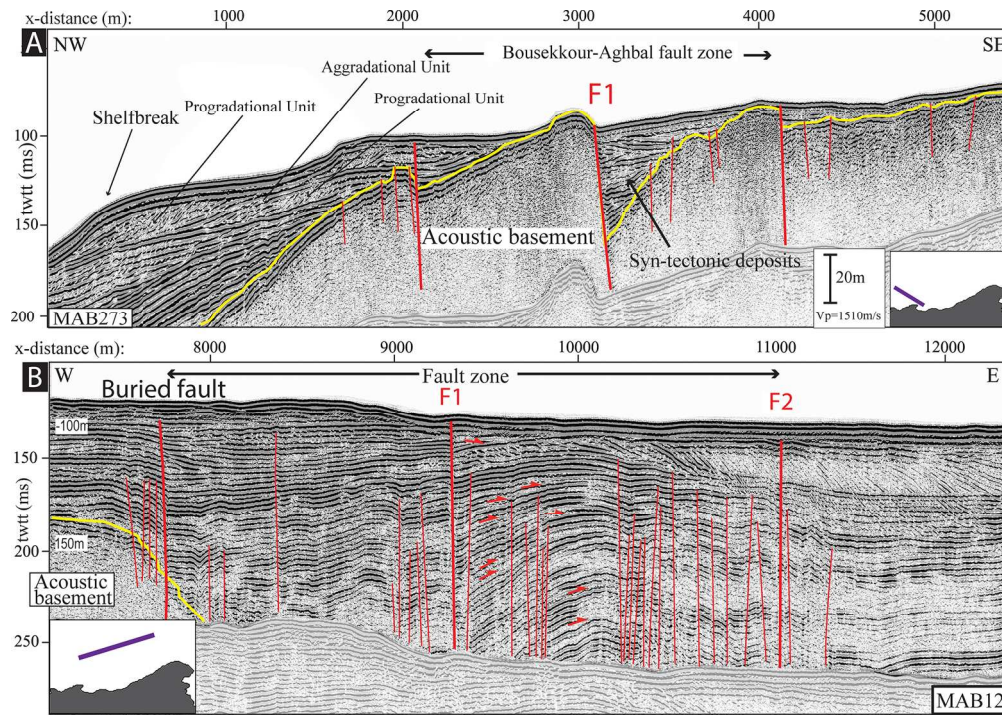 x-distance (m): 1000 2000 3000 4000 5000
A NW Bousekkour-Aghbal fault zone SE
Aggradational Unit
Progradational Unit Progradational Unit F1
Shelfbreak
100
twtt (ms)
150
Acoustic basement
Syn-tectonic deposits
20m
Vp=1510m/s
200
MAB273
x-distance (m): 8000 9000 10000 11000 12000
B W Fault zone E
Buried fault F1 F2
-100m
150
twtt (ms)
200
150m
Acoustic
basement
250
MAB12